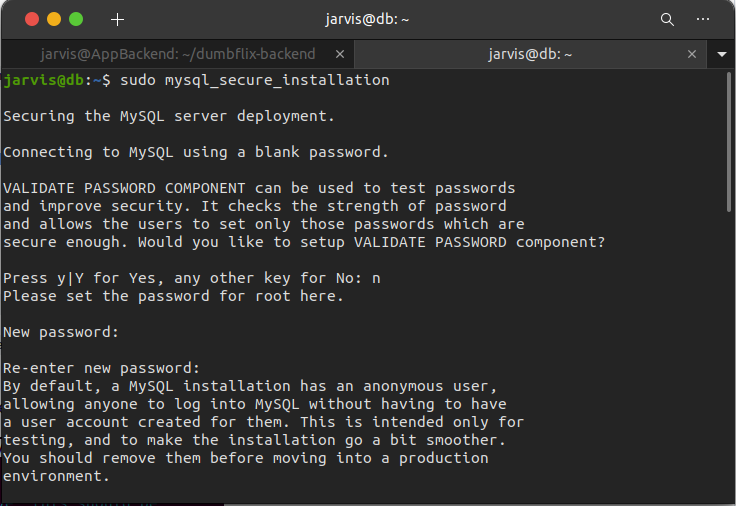 jarvis@db: ~
jarvis@AppBackend: ~/dumbflix-backend
jarvis@db: ~
jarvis@db:~$ sudo mysql_secure_installation
Securing the MySQL server deployment.
Connecting to MySQL using a blank password.
VALIDATE PASSWORD COMPONENT can be used to test passwords
and improve security. It checks the strength of password
and allows the users to set only those passwords which are
secure enough. Would you like to setup VALIDATE PASSWORD component?
Press y|Y for Yes, any other key for No: n
Please set the password for root here.
New password:
Re-enter new password:
By default, a MySQL installation has an anonymous user,
allowing anyone to log into MySQL without having to have
a user account created for them. This is intended only for
testing, and to make the installation go a bit smoother.
You should remove them before moving into a production
environment.